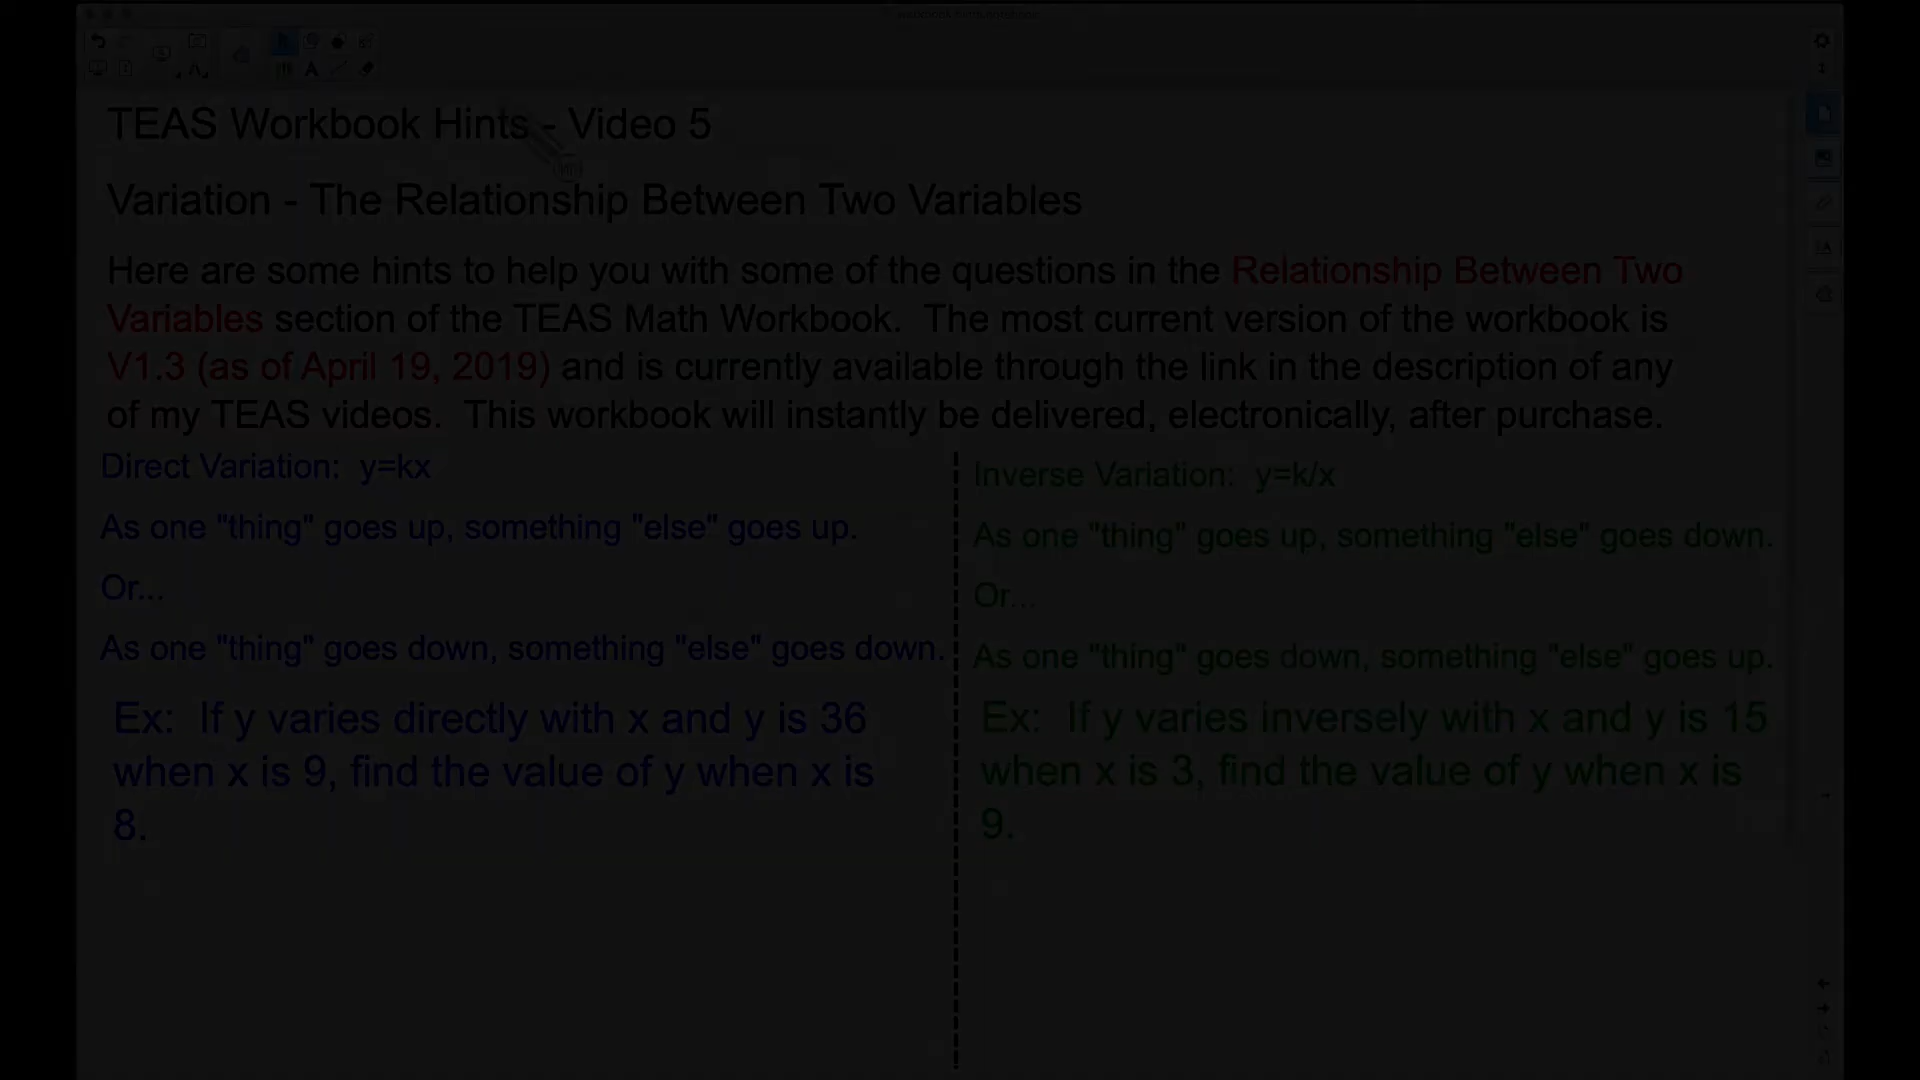 TEAS Workbook Hints - Video 5
Variation - The Relationship Between Two Variables
Here are some hints to help you with some of the questions in the Relationship Between Two
Variables section of the TEAS Math Workbook. The most current version of the workbook is
V1.3 (as of April 19, 2019) and is currently available through the link in the description of any
of my TEAS videos. This workbook will instantly be delivered, electronically, after purchase.
Direct Variation: y=kx
As one "thing" goes up, something "else" goes up.
Or...
As one "thing" goes down, something "else" goes down.
Ex: If y varies directly with x and y is 36
when x is 9, find the value of y when x is
8.
Inverse Variation: y=k/x
As one "thing" goes up, something "else" goes down.
Or...
As one "thing" goes down, something "else" goes up.
Ex: If y varies inversely with x and y is 15
when x is 3, find the value of y when x is
9.